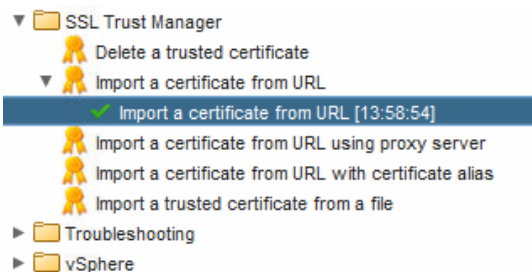 SSL Trust Manager
Delete a trusted certificate
Import a certificate from URL
Import a certificate from URL [13:58:54]
Import a certificate from URL using proxy server
Import a certificate from URL with certificate alias
Import a trusted certificate from a file
Troubleshooting
vSphere